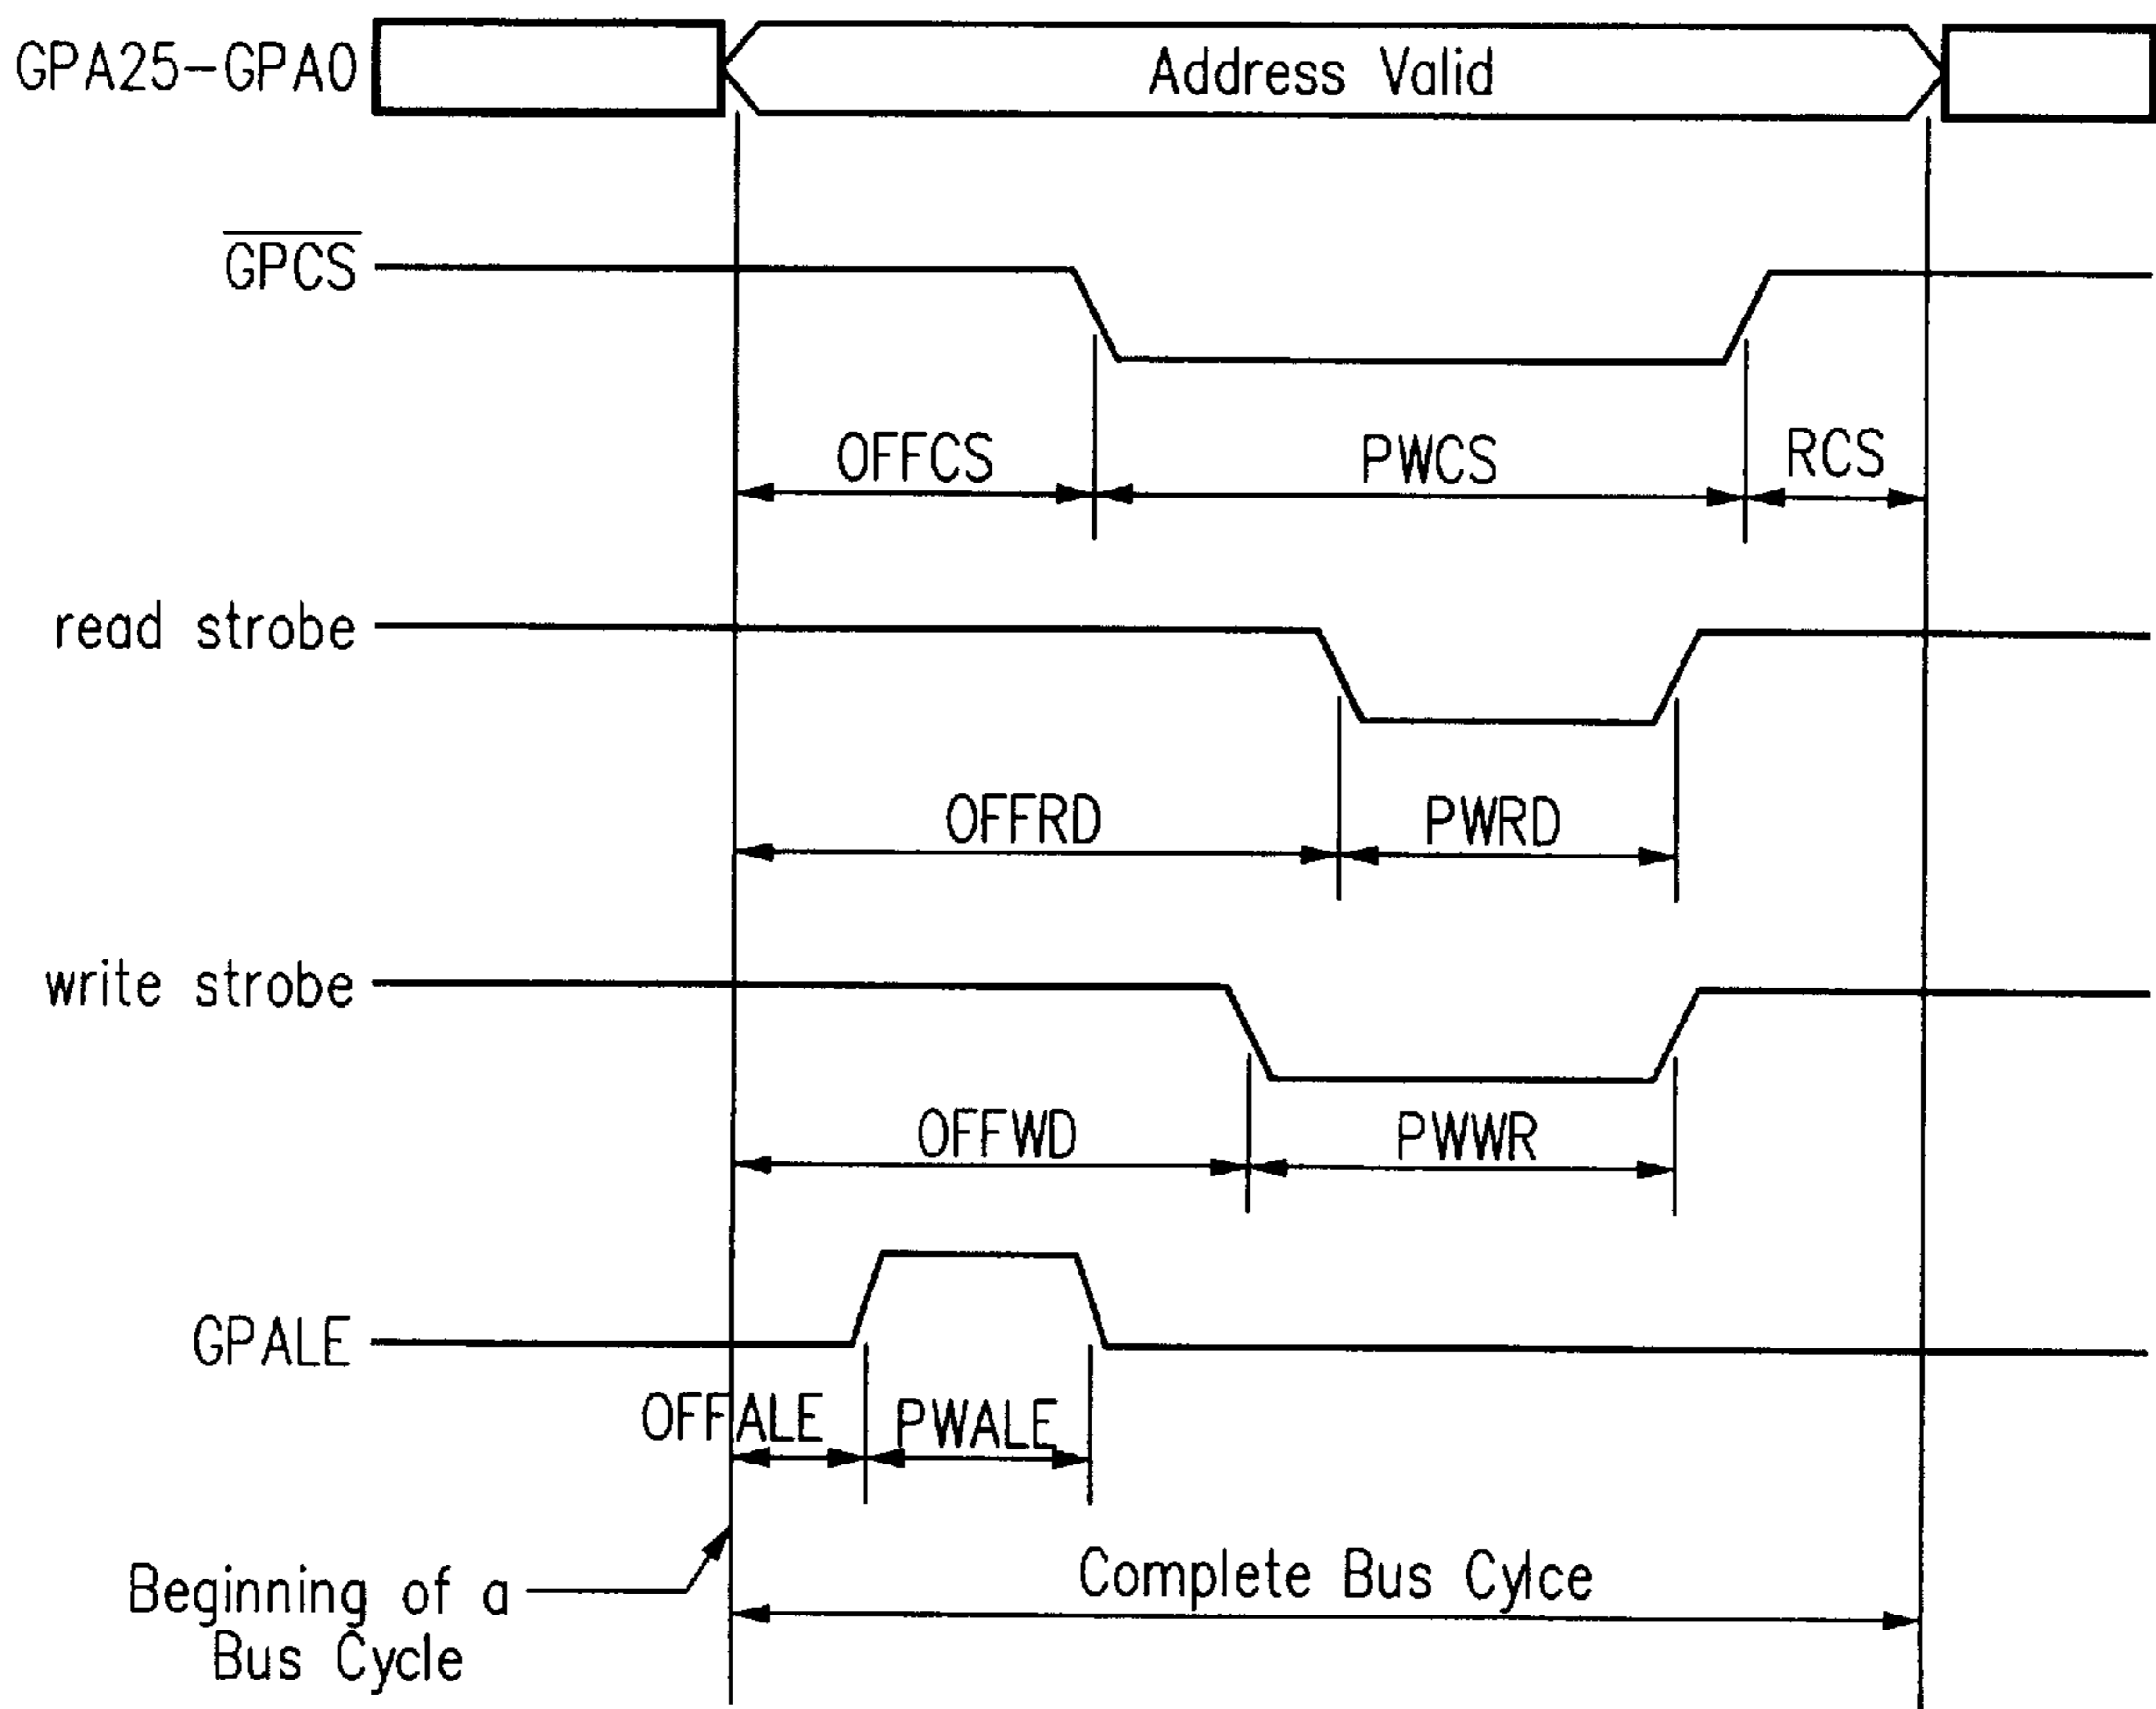 GPA25-GPA0
Address Valid
GPCS
OFFCS
PWCS
RCS
read strobe
OFFRD
PWRD
write strobe
OFFWD
PWWR
GPALE
OFFALE
PWALE
Beginning of a
Bus Cycle
Complete Bus Cylce